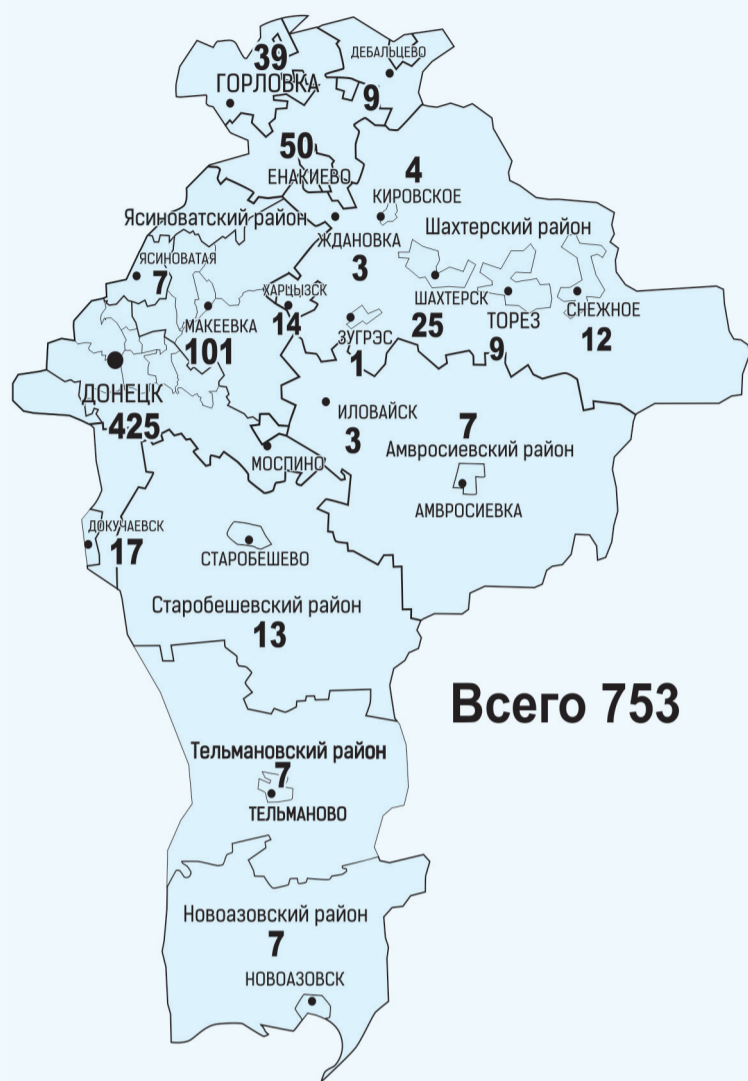 39
ГОРЛОВКА
ДЕБАЛЬЦЕВО
9
50
ЕНАКИЕВО
4
КИРОВСКОЕ
Ясиноватский район
ЖДАНОВКА
3
Шахтерский район
ЯСИНОВАТАЯ
7
ХАРЦЫЗСК
14
МАКЕЕВКА
101
ЗУГРЭС
1
ШАХТЕРСК
25
ТОРЕЗ
9
СНЕЖНОЕ
12
ДОНЕЦК
425
ИЛОВАЙСК
3
7
Амвросиевский район
АМВРОСИЕВКА
МОСПИНО
ДОКУЧАЕВСК
17
СТАРОБЕШЕВО
Старобешевский район
13
Всего 753
Тельмановский район
7
ТЕЛЬМАНОВО
Новоазовский район
7
НОВОАЗОВСК